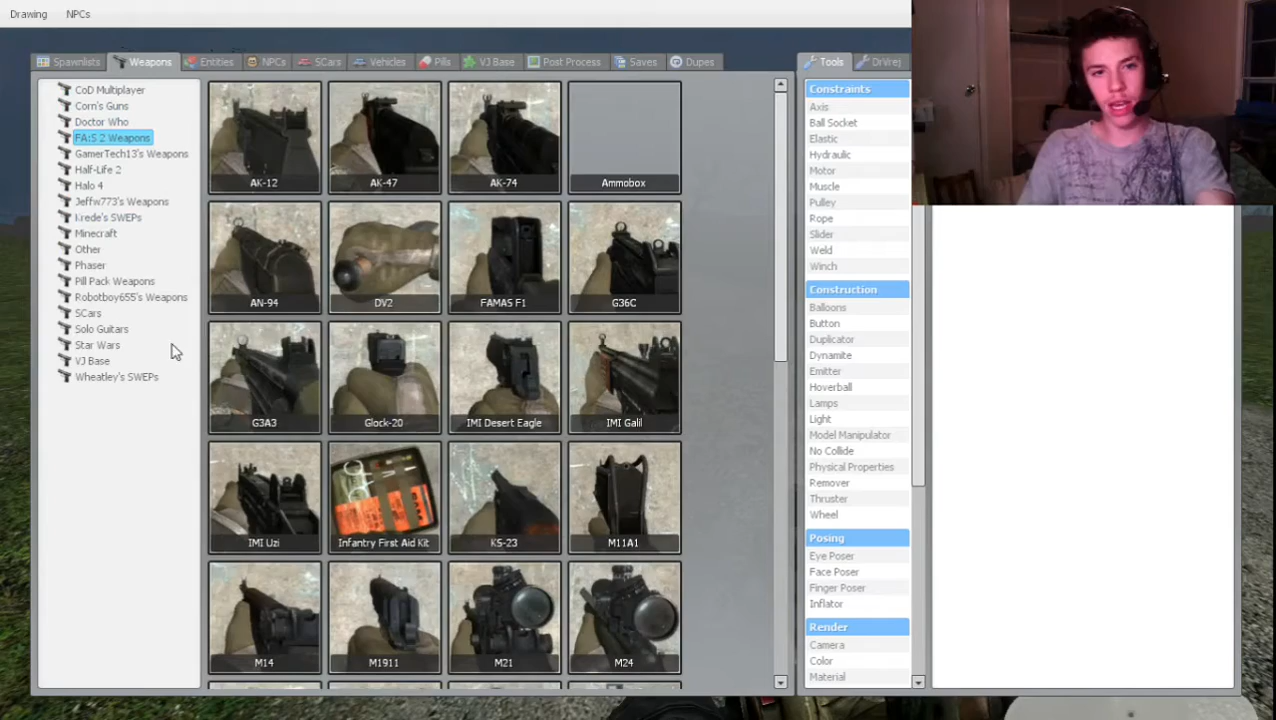 Drawing NPCs
Spawnlists Weapons Entities NPCs SCars Vehicles Pills VJ Base Post Process Saves Dupes
Tools DrVrej
CoD Multiplayer
Corn's Guns
Doctor Who
FA:S 2 Weapons
GamerTech13's Weapons
Half-Life 2
Halo 4
Jeffw773's Weapons
Krede's SWEPs
Minecraft
Other
Phaser
Pill Pack Weapons
Robotboy655's Weapons
SCars
Solo Guitars
Star Wars
VJ Base
Wheatley's SWEPs
AK-12 AK-47 AK-74 Ammobox
AN-94 DV2 FAMAS F1 G36C
G3A3 Glock-20 IMI Desert Eagle IMI Galil
IMI Uzi Infantry First Aid Kit KS-23 M11A1
M14 M1911 M21 M24
Constraints
Axis
Ball Socket
Elastic
Hydraulic
Motor
Muscle
Pulley
Rope
Slider
Weld
Winch
Construction
Balloons
Button
Duplicator
Dynamite
Emitter
Hoverball
Lamps
Light
Model Manipulator
No Collide
Physical Properties
Remover
Thruster
Wheel
Posing
Eye Poser
Face Poser
Finger Poser
Inflator
Render
Camera
Color
Material